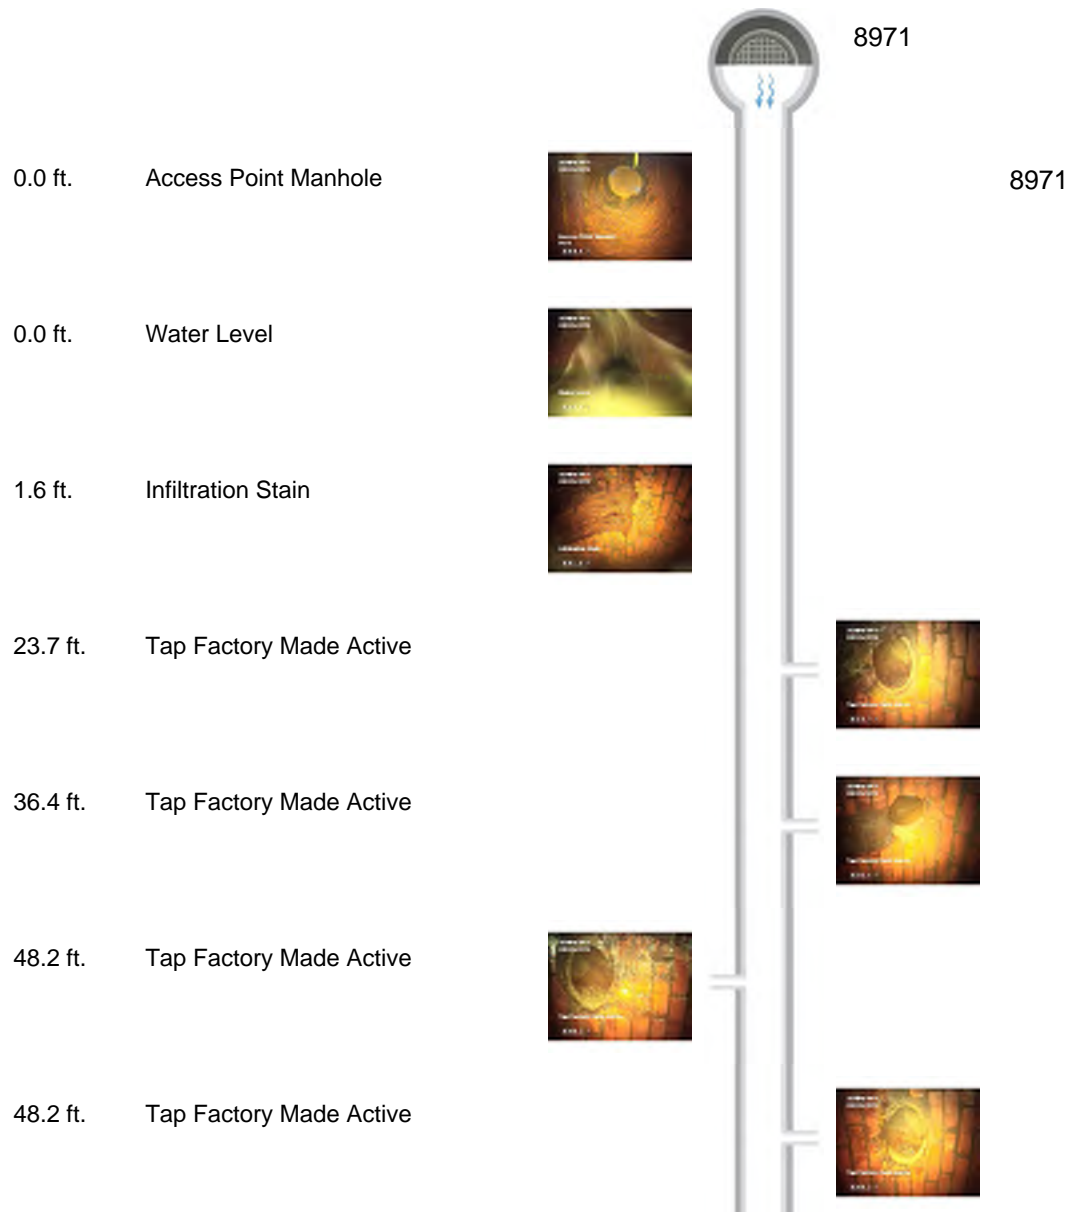 8971
0.0 ft. Access Point Manhole 8971
0.0 ft. Water Level
1.6 ft. Infiltration Stain
23.7 ft. Tap Factory Made Active
36.4 ft. Tap Factory Made Active
48.2 ft. Tap Factory Made Active
48.2 ft. Tap Factory Made Active